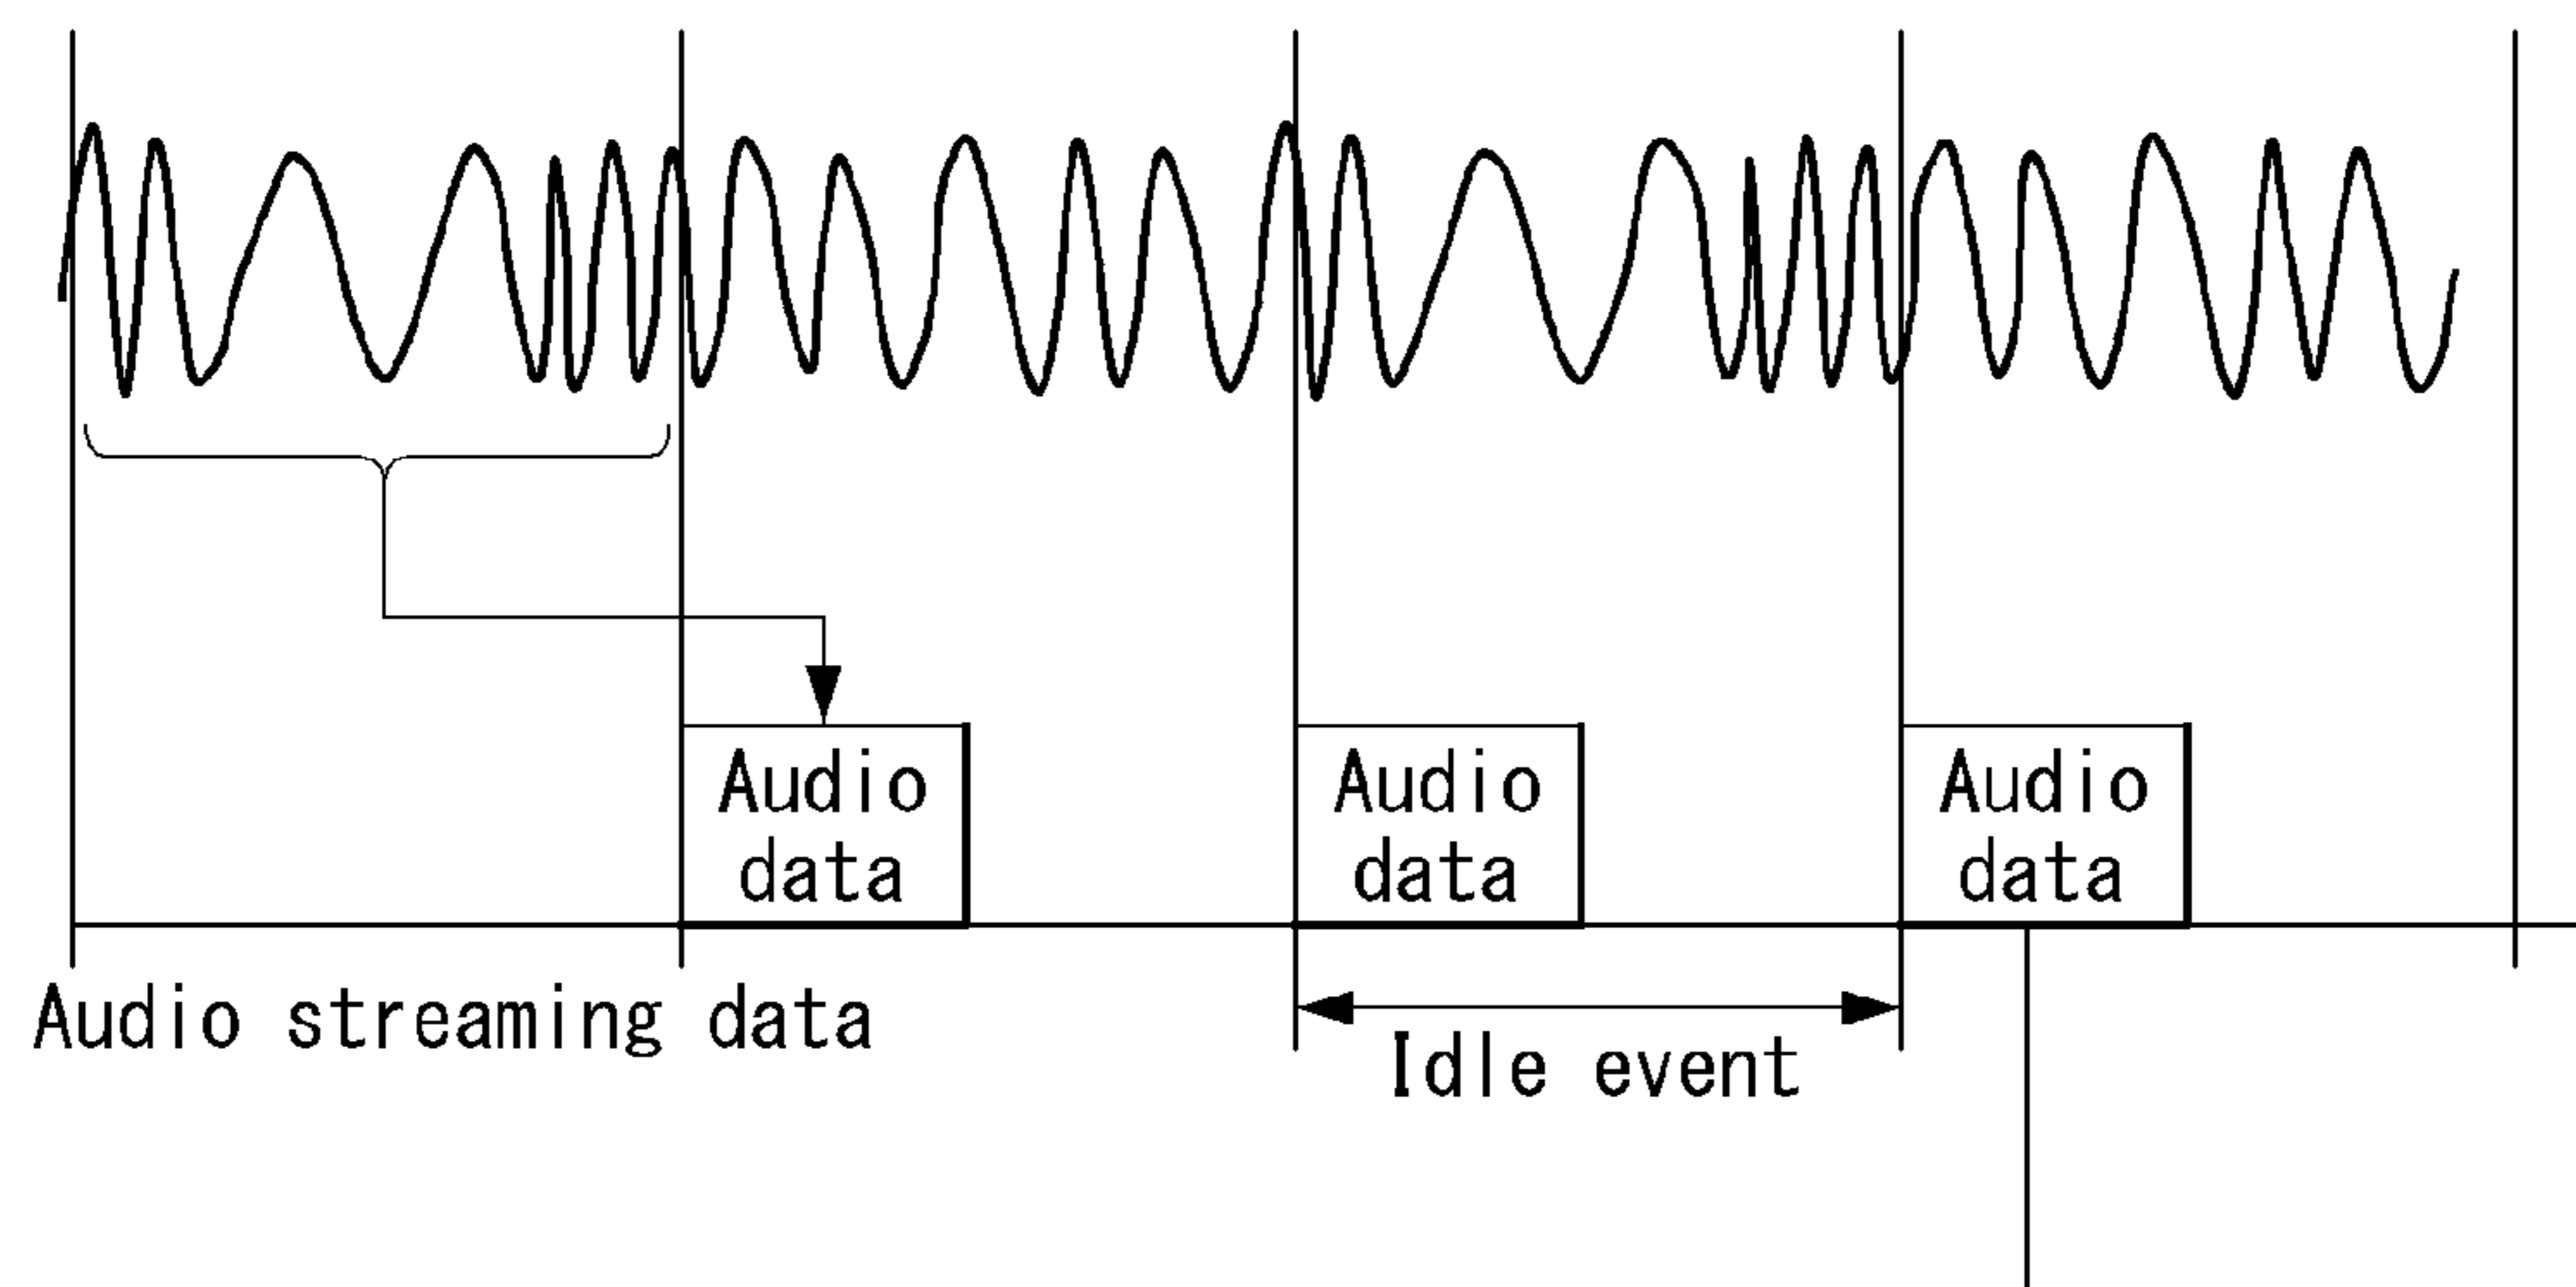 Audio
data
Audio
data
Audio
data
Audio streaming data
Idle event